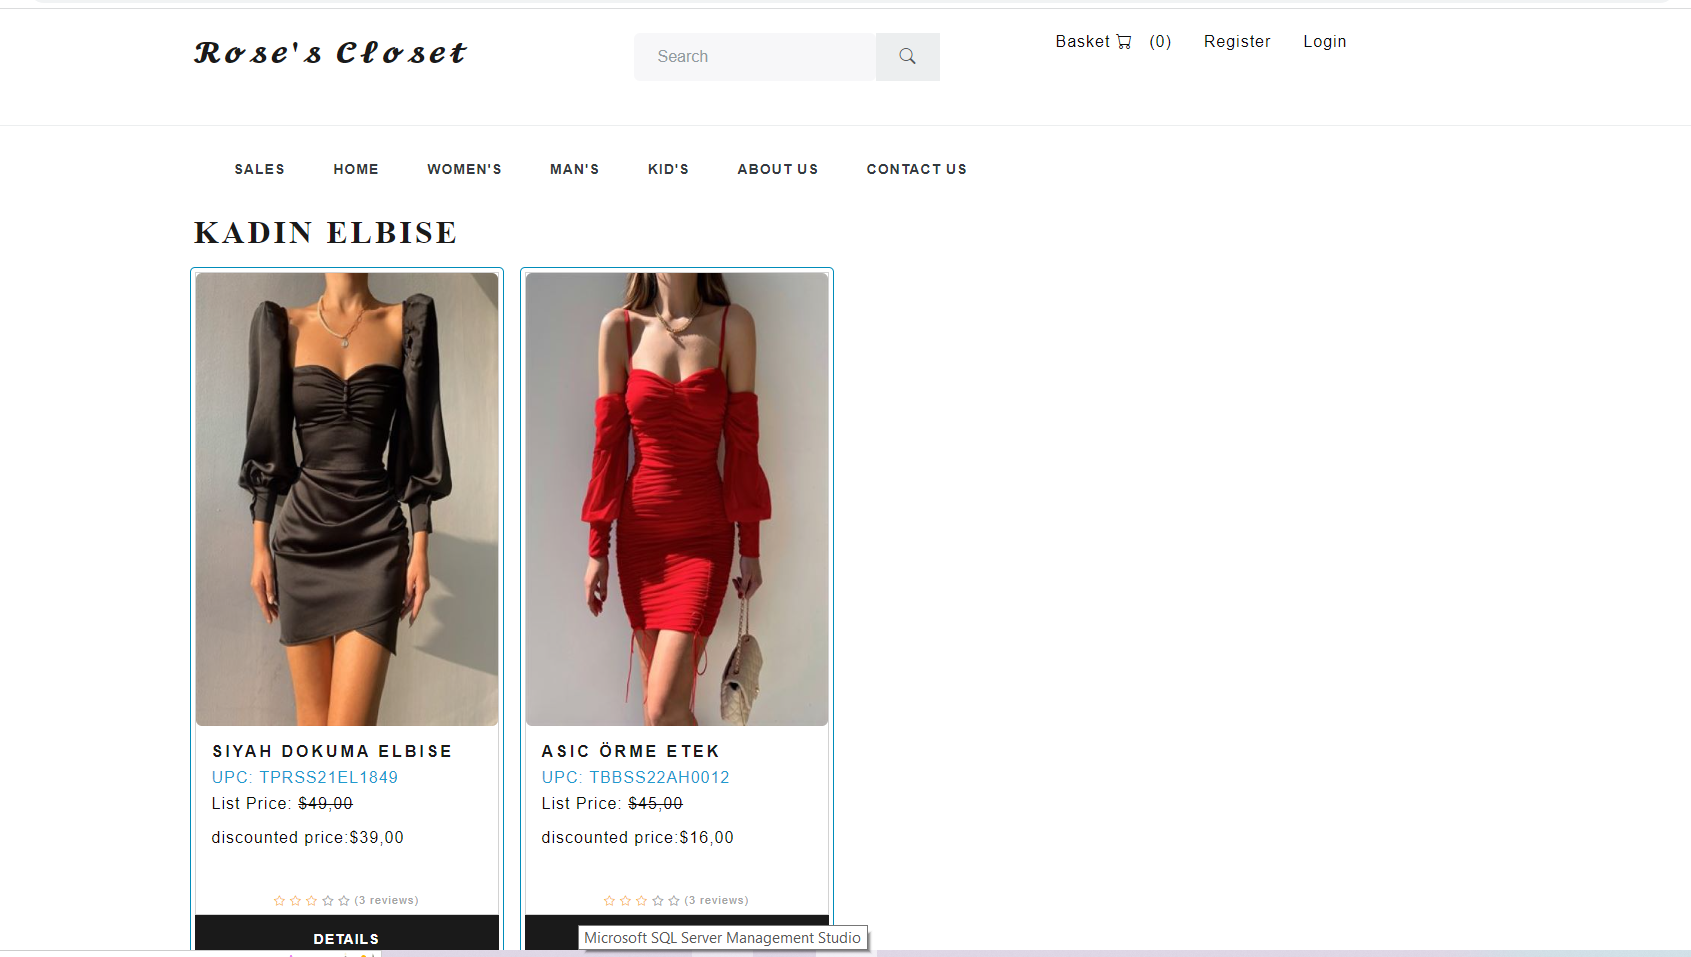 Rose's Closet
Search
Basket (0) Register Login
SALES HOME WOMEN'S MAN'S KID'S ABOUT US CONTACT US
KADIN ELBISE
SIYAH DOKUMA ELBISE
UPC: TPRSS21EL1849
List Price: $49,00
discounted price:$39,00
(3 reviews)
DETAILS
ASIC ÖRME ETEK
UPC: TBBSS22AH0012
List Price: $45,00
discounted price:$16,00
(3 reviews)
Microsoft SQL Server Management Studio